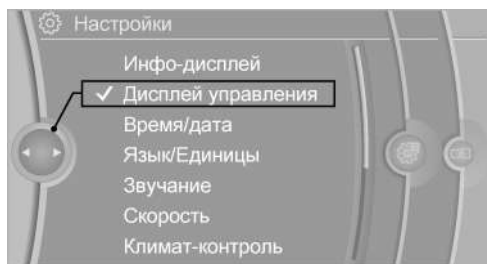 Настройки
Инфо-дисплей
Дисплей управления
Время/дата
Язык/Единицы
Звучание
Скорость
Климат-контроль